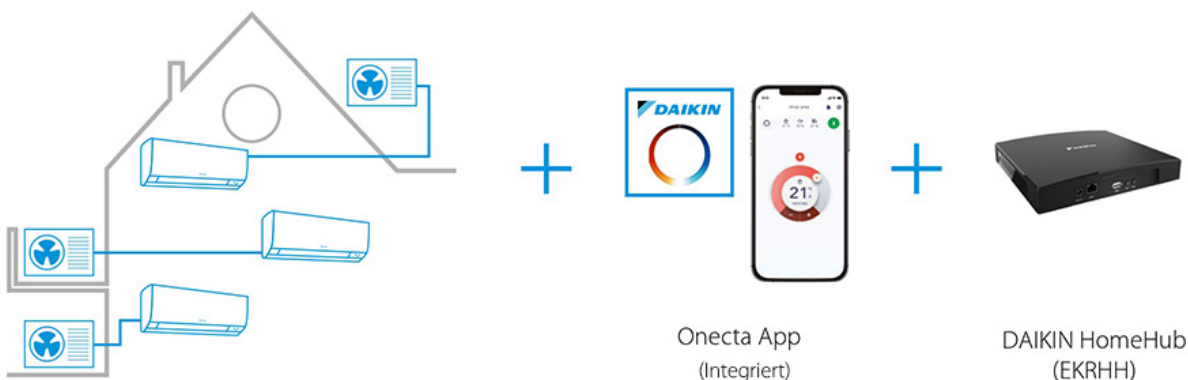 DAIKIN
21
Onecta App
(Integriert)
DAIKIN HomeHub
(EKRHH)